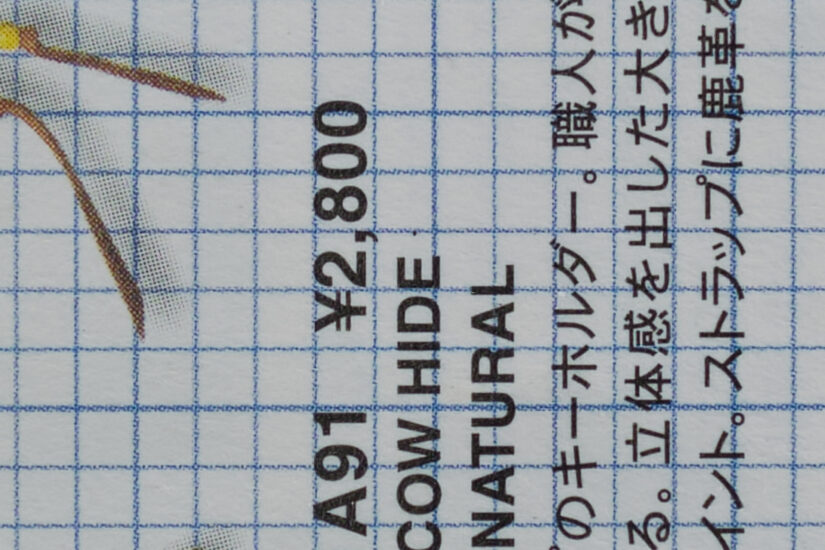 A91 ¥2,800
COW HIDE
NATURAL
のキーホルダー。職人が
る。立体感を出した大き
イント。ストラップに鹿革を